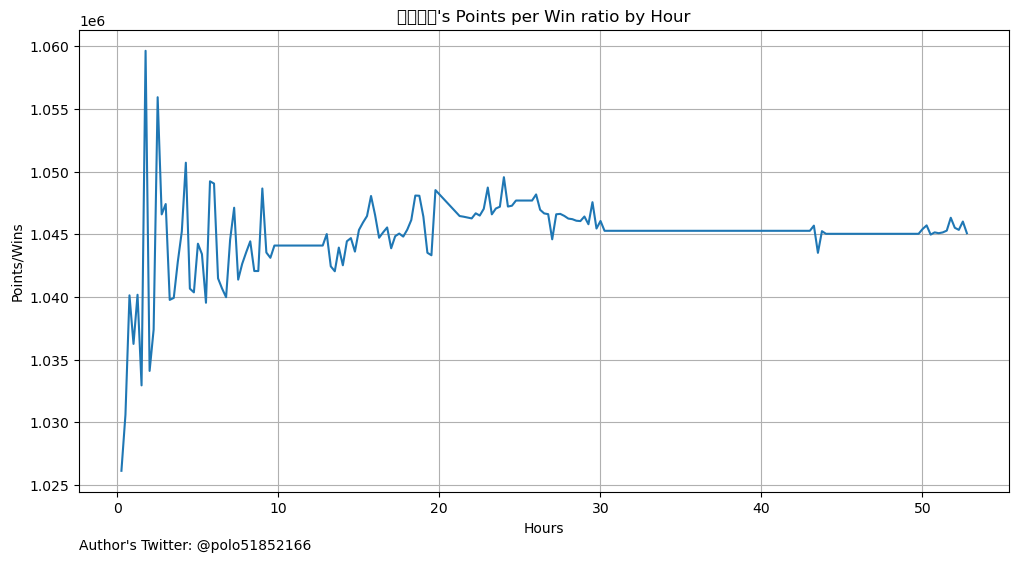 1e6
's Points per Win ratio by Hour
1.060
1.055
1.050
1.045
1.040
1.035
1.030
1.025
Points/Wins
0 10 20 30 40 50
Hours
Author's Twitter: @polo51852166